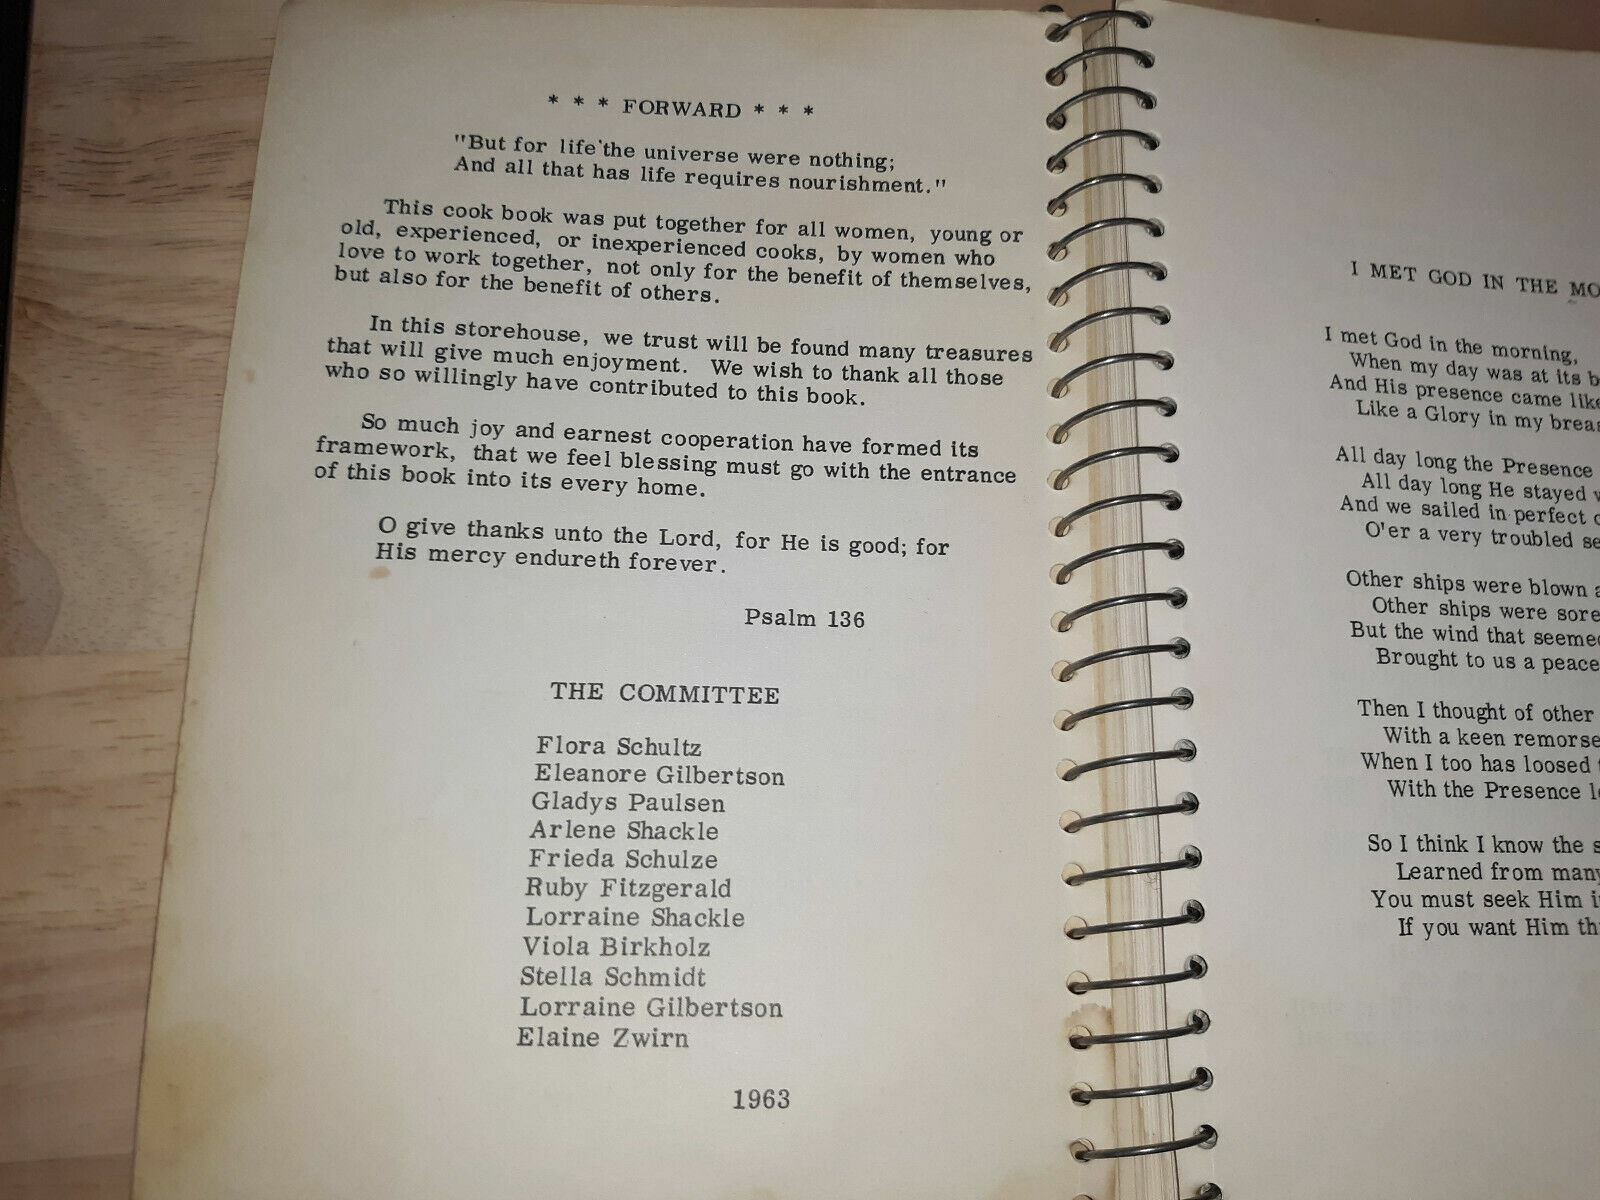 * * * FORWARD * * *
"But for life the universe were nothing;
And all that has life requires nourishment."
This cook book was put together for all women, young or
old, experienced, or inexperienced cooks, by women who
love to work together, not only for the benefit of themselves,
but also for the benefit of others.
In this storehouse, we trust will be found many treasures
that will give much enjoyment. We wish to thank all those
who so willingly have contributed to this book.
So much joy and earnest cooperation have formed its
framework, that we feel blessing must go with the entrance
of this book into its every home.
O give thanks unto the Lord, for He is good; for
His mercy endureth forever.
Psalm 136
THE COMMITTEE
Flora Schultz
Eleanore Gilbertson
Gladys Paulsen
Arlene Shackle
Frieda Schulze
Ruby Fitzgerald
Lorraine Shackle
Viola Birkholz
Stella Schmidt
Lorraine Gilbertson
Elaine Zwirn
1963
I MET GOD IN THE
I met God in the morning,
When my day was at its
And His presence came like
Like a Glory in my
All day long the Presence
All day long He stayed
And we sailed in perfect
O'er a very troubled
Other ships were blown
Other ships were
But the wind that
Brought to us a
Then I thought of other
With a keen remorse
When I too has loosed
With the Presence
So I think I know the
Learned from many
You must seek Him
If you want Him